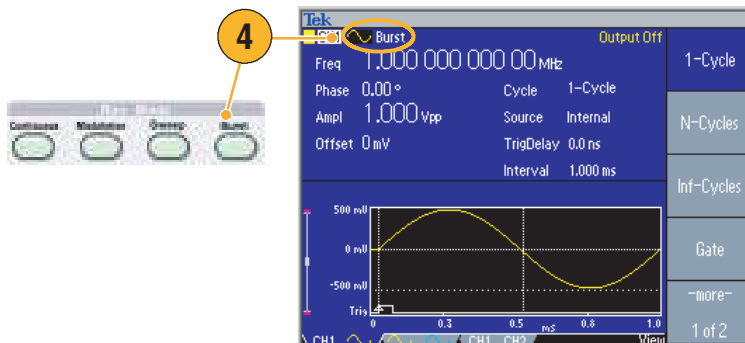 4
Continuous Modulation Sweep Burst
Tek
Burst
Output Off
Freq 1.000 000 000 00 MHz
Phase 0.00 °
Cycle 1-Cycle
Ampl 1.000 Vpp
Source Internal
Offset 0 mV
TrigDelay 0.0 ns
Interval 1.000 ms
500 mV
0 mV
-500 mV
Trig
0 0.3 0.5 ms 0.8 1.0
CH1 CH1 CH2 View
1-Cycle
N-Cycles
Inf-Cycles
Gate
-more-
1 of 2